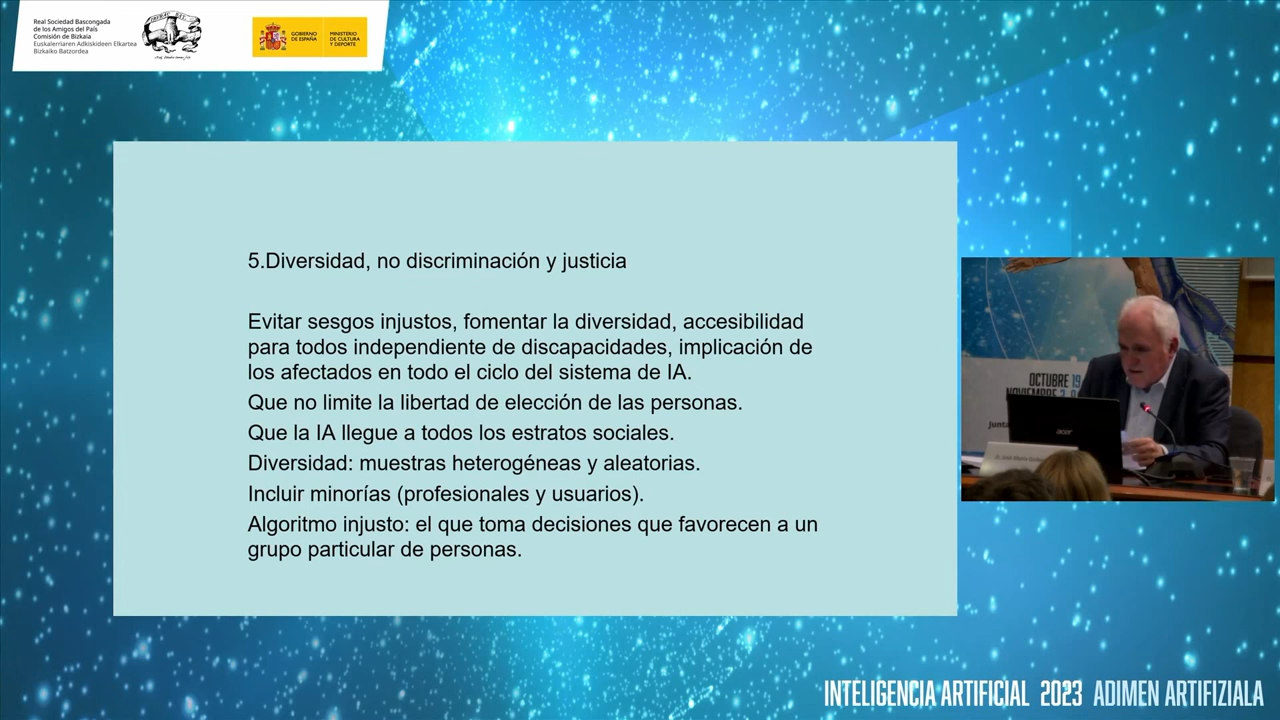 Real Sociedad Bascongada
de los Amigos del País
Comisión de Bizkaia
Euskalerriaren Adkiskideen Elkartea
Bizkaiko Batzordea
GOBIERNO
DE ESPAÑA
MINISTERIO
DE CULTURA
Y DEPORTE
5.Diversidad, no discriminación y justicia
Evitar sesgos injustos, fomentar la diversidad, accesibilidad
para todos independiente de discapacidades, implicación de
los afectados en todo el ciclo del sistema de IA.
Que no limite la libertad de elección de las personas.
Que la IA llegue a todos los estratos sociales.
Diversidad: muestras heterogéneas y aleatorias.
Incluir minorías (profesionales y usuarios).
Algoritmo injusto: el que toma decisiones que favorecen a un
grupo particular de personas.
OCTUBRE 19
NOVIEMBRE 2
acer
INTELIGENCIA ARTIFICIAL 2023 ADIMEN ARTIFIZIALA